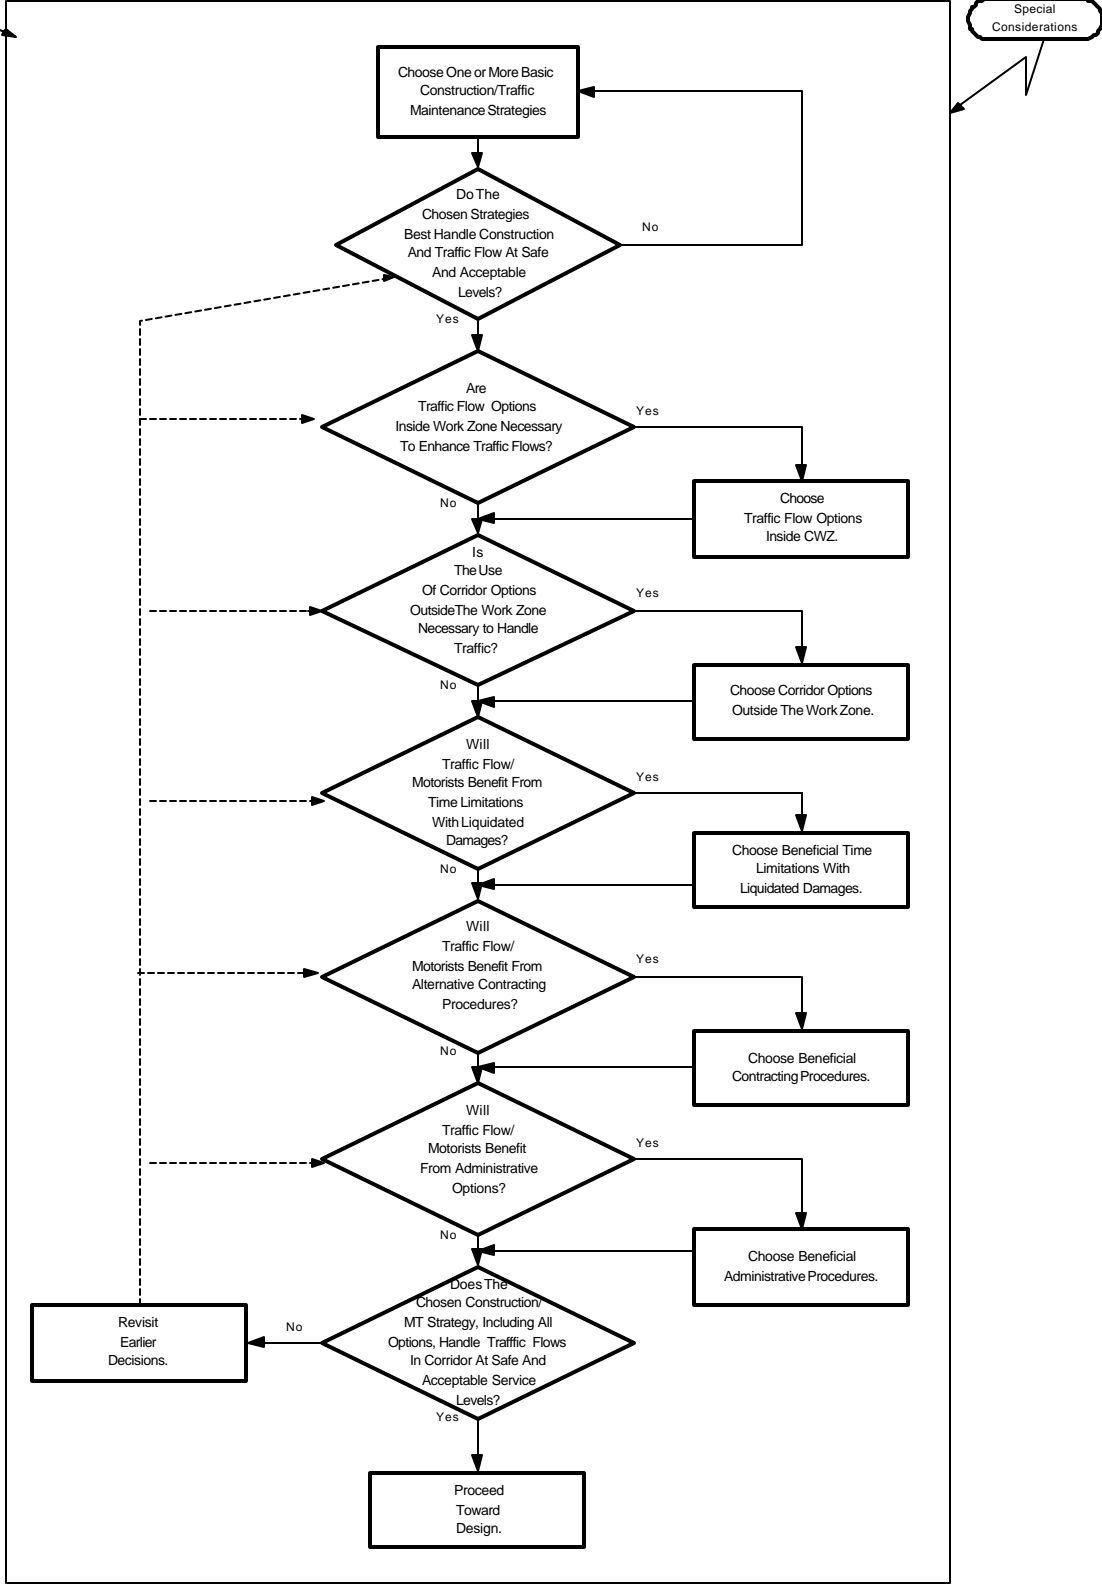 Special
Considerations
Choose One or More Basic
Construction/Traffic
Maintenance Strategies
Do The
Chosen Strategies
Best Handle Construction
And Traffic Flow At Safe
And Acceptable
Levels?
No
Yes
Are
Traffic Flow Options
Inside Work Zone Necessary
To Enhance Traffic Flows?
Yes
No
Choose
Traffic Flow Options
Inside CWZ.
Is
The Use
Of Corridor Options
OutsideThe Work Zone
Necessary to Handle
Traffic?
Yes
No
Choose Corridor Options
Outside The Work Zone.
Will
Traffic Flow/
Motorists Benefit From
Time Limitations
With Liquidated
Damages?
Yes
No
Choose Beneficial Time
Limitations With
Liquidated Damages.
Will
Traffic Flow/
Motorists Benefit From
Alternative Contracting
Procedures?
Yes
No
Choose Beneficial
Contracting Procedures.
Will
Traffic Flow/
Motorists Benefit
From Administrative
Options?
Yes
No
Choose Beneficial
Administrative Procedures.
Does The
Chosen Construction/
MT Strategy, Including All
Options, Handle Trafffic Flows
In Corridor At Safe And
Acceptable Service
Levels?
No
Yes
Revisit
Earlier
Decisions.
Proceed
Toward
Design.